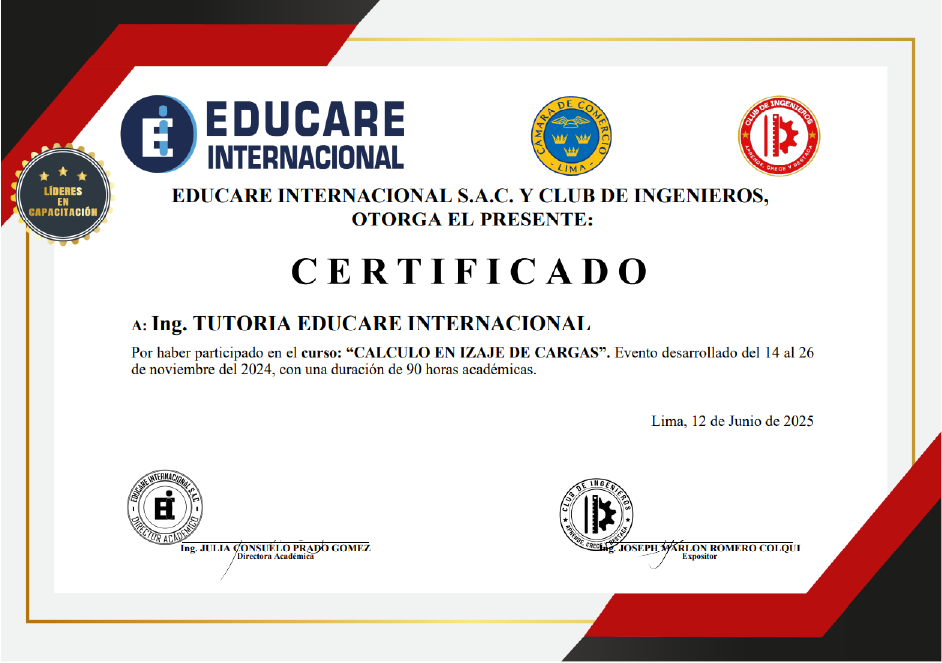 EDUCARE
INTERNACIONAL
CÁMARA DE COMERCIO
- LIMA -
CLUB DE INGENIEROS
APRENDE, CRECE Y DESTACA
LÍDERES
EN
CAPACITACIÓN
EDUCARE INTERNACIONAL S.A.C. Y CLUB DE INGENIEROS,
OTORGA EL PRESENTE:
CERTIFICADO
A: Ing. TUTORIA EDUCARE INTERNACIONAL
Por haber participado en el curso: “CALCULO EN IZAJE DE CARGAS”. Evento desarrollado del 14 al 26
de noviembre del 2024, con una duración de 90 horas académicas.
Lima, 12 de Junio de 2025
EDUCARE INTERNACIONAL S.A.C
EI
DIRECTOR ACADÉMICO
Ing. JULIA CONSUELO PRADO GOMEZ
Directora Académica
CLUB DE INGENIEROS
APRENDE, CRECE Y DESTACA
Ing. JOSEPH MARLON ROMERO COLQUI
Expositor